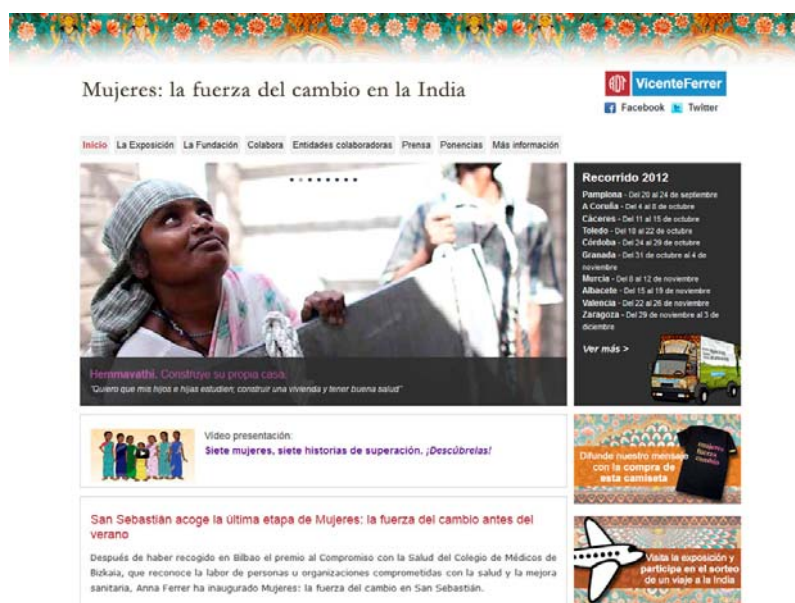 Mujeres: la fuerza del cambio en la India
VicenteFerrer
Facebook Twitter
Inicio La Exposición La Fundación Colabora Entidades colaboradoras Prensa Ponencias Más información
Hemmavathi. Construye su propia casa.
"Quiero que mis hijos e hijas estudien; construir una vivienda y tener buena salud"
Recorrido 2012
Pamplona - Del 20 al 24 de septiembre
A Coruña - Del 4 al 8 de octubre
Cáceres - Del 11 al 15 de octubre
Toledo - Del 18 al 22 de octubre
Córdoba - Del 24 al 29 de octubre
Granada - Del 31 de octubre al 4 de
noviembre
Murcia - Del 8 al 12 de noviembre
Albacete - Del 15 al 19 de noviembre
Valencia - Del 22 al 26 de noviembre
Zaragoza - Del 29 de noviembre al 3 de
diciembre
Ver más >
Vídeo presentación:
Siete mujeres, siete historias de superación. ¡Descúbrelas!
Difunde nuestro mensaje
con la compra de
esta camiseta
mujeres
fuerza
cambio
San Sebastián acoge la última etapa de Mujeres: la fuerza del cambio antes del
verano
Después de haber recogido en Bilbao el premio al Compromiso con la Salud del Colegio de Médicos de
Bizkaia, que reconoce la labor de personas u organizaciones comprometidas con la salud y la mejora
sanitaria, Anna Ferrer ha inaugurado Mujeres: la fuerza del cambio en San Sebastián.
Visita la exposición y
participa en el sorteo
de un viaje a la India